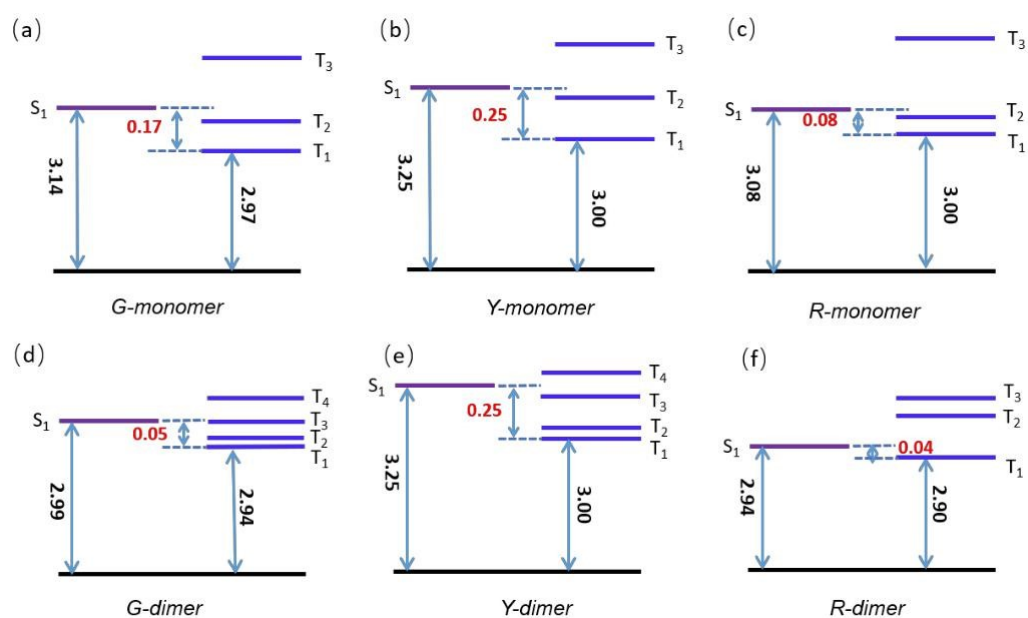 (a)
T3
S1
0.17
T2
T1
3.14
2.97
G-monomer
(b)
T3
S1
0.25
T2
T1
3.25
3.00
Y-monomer
(c)
T3
S1
0.08
T2
T1
3.08
3.00
R-monomer
(d)
T4
S1
0.05
T3
T2
T1
2.99
2.94
G-dimer
(e)
T4
S1
0.25
T3
T2
T1
3.25
3.00
Y-dimer
(f)
T3
T2
S1
0.04
T1
2.94
2.90
R-dimer